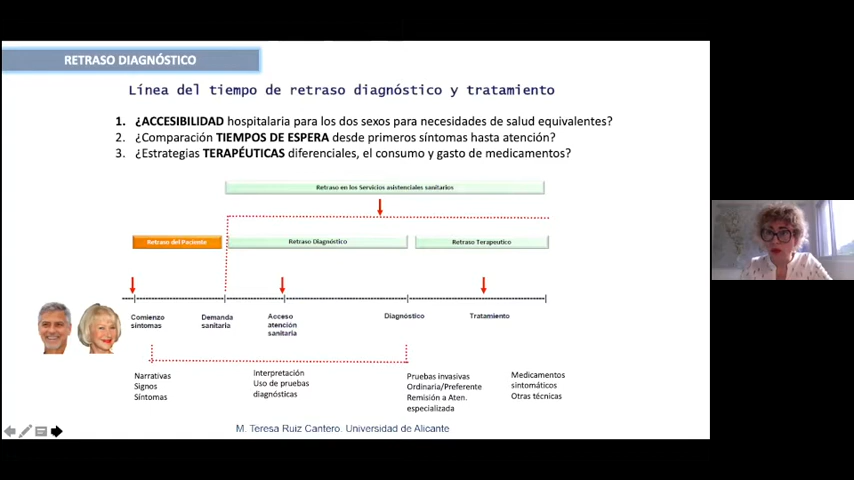 RETRASO DIAGNÓSTICO
Línea del tiempo de retraso diagnóstico y tratamiento
1. ¿ACCESIBILIDAD hospitalaria para los dos sexos para necesidades de salud equivalentes?
2. ¿Comparación TIEMPOS DE ESPERA desde primeros síntomas hasta atención?
3. ¿Estrategias TERAPÉUTICAS diferenciales, el consumo y gasto de medicamentos?
Retraso en los Servicios asistenciales sanitarios
Retraso del Paciente
Retraso Diagnóstico
Retraso Terapeutico
Comienzo
síntomas
Demanda
sanitaria
Acceso
atención
sanitaria
Diagnóstico
Tratamiento
Narrativas
Signos
Síntomas
Interpretación
Uso de pruebas
diagnósticas
Pruebas invasivas
Ordinaria/Preferente
Remisión a Aten.
especializada
Medicamentos
sintomáticos
Otras técnicas
M. Teresa Ruiz Cantero. Universidad de Alicante